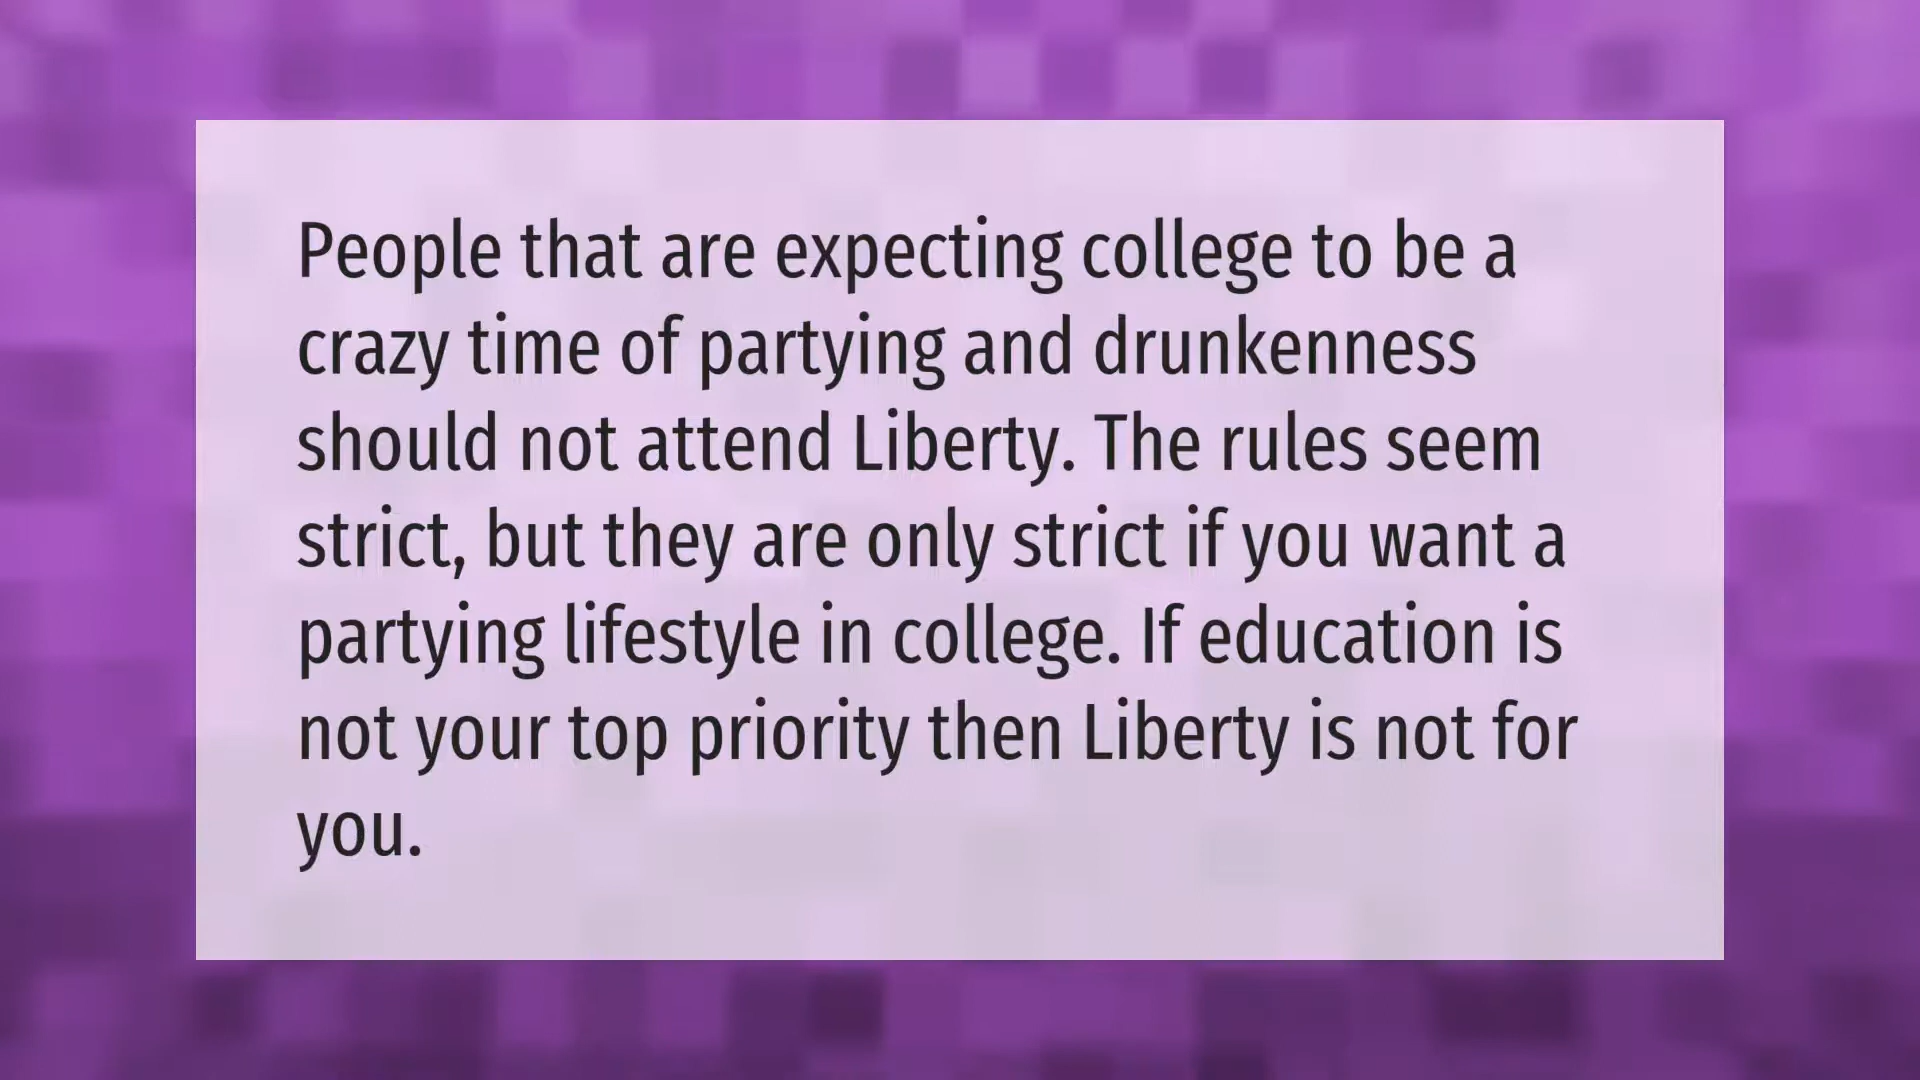 People that are expecting college to be a
crazy time of partying and drunkenness
should not attend Liberty. The rules seem
strict, but they are only strict if you want a
partying lifestyle in college. If education is
not your top priority then Liberty is not for
you.